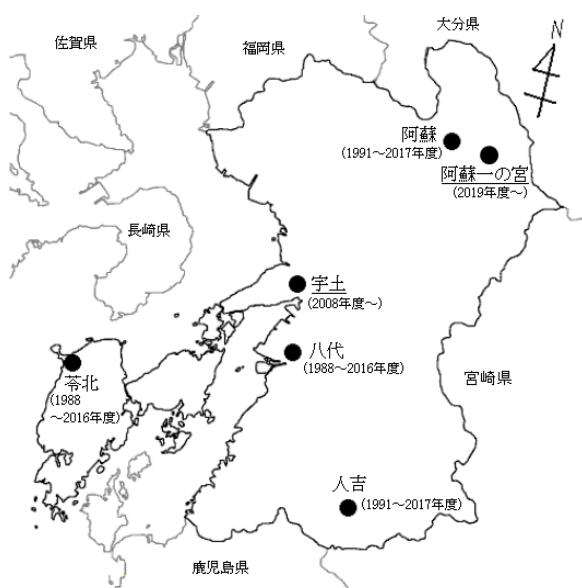 大分県
佐賀県
福岡県
N
阿蘇
(1991～2017年度)
阿蘇一の宮
(2019年度～)
長崎県
宇土
(2008年度～)
八代
(1988～2016年度)
宮崎県
苓北
(1988
～2016年度)
人吉
(1991～2017年度)
鹿児島県